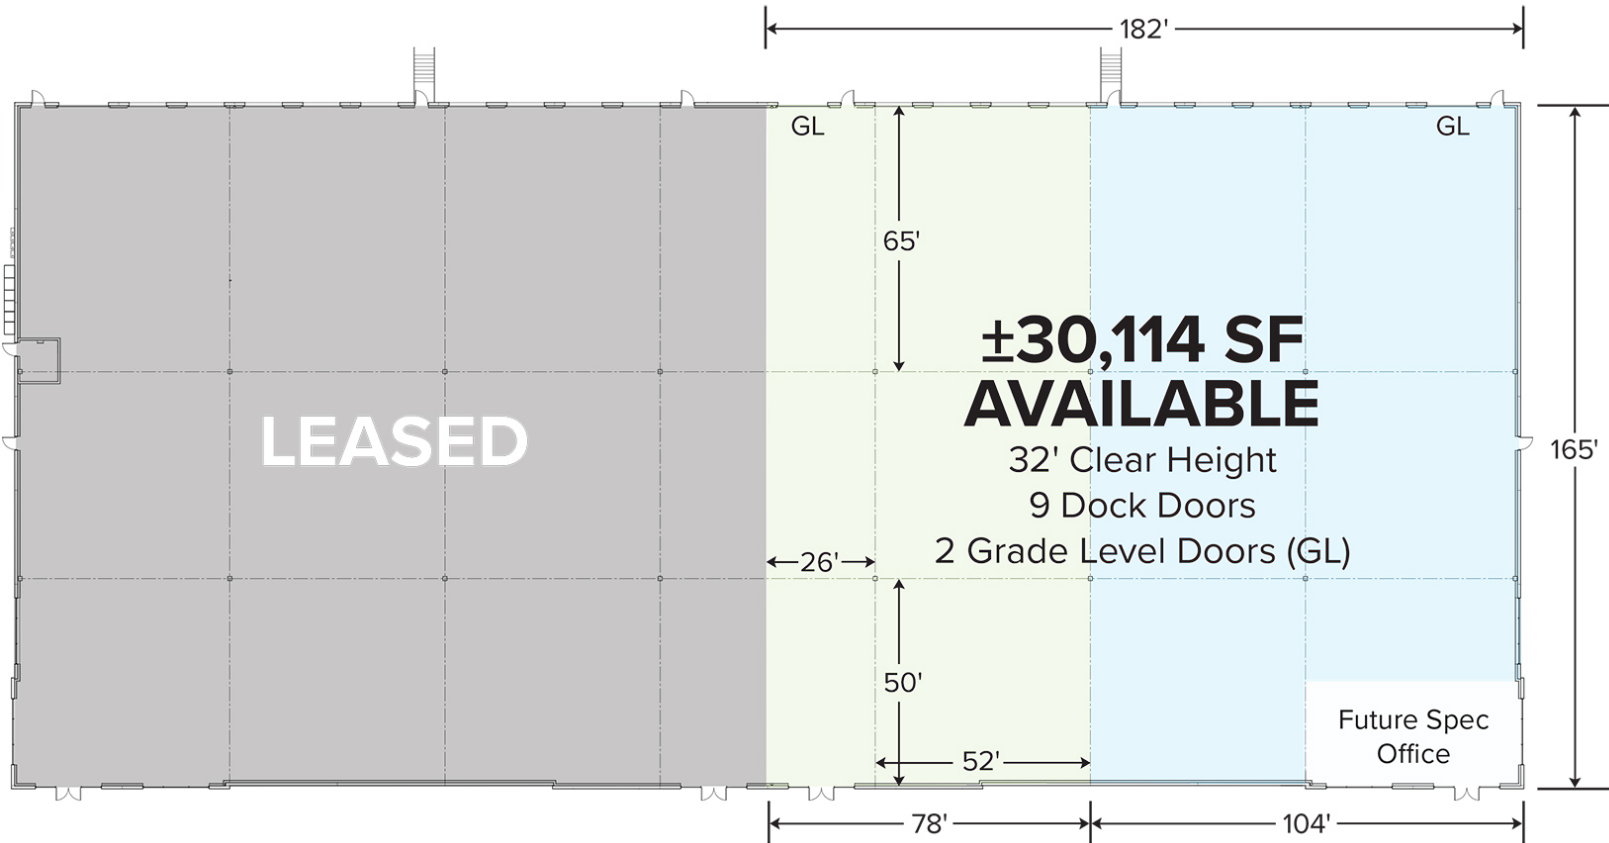 182'
GL
GL
65'
±30,114 SF
AVAILABLE
32' Clear Height
9 Dock Doors
2 Grade Level Doors (GL)
LEASED
165'
26'
50'
52'
Future Spec
Office
78'
104'